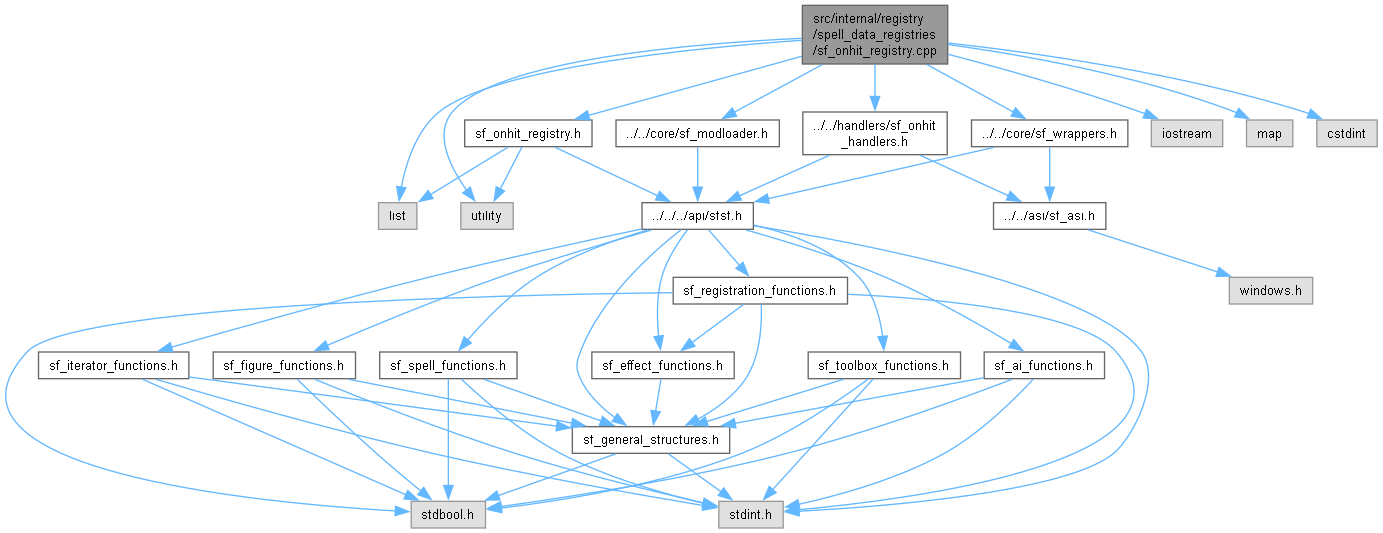 src/internal/registry
/spell_data_registries
/sf_onhit_registry.cpp
sf_onhit_registry.h
../../core/sf_modloader.h
../../handlers/sf_onhit
_handlers.h
../../core/sf_wrappers.h
iostream
map
cstdint
list
utility
../../../api/sfsf.h
../../asi/sf_asi.h
sf_registration_functions.h
windows.h
sf_iterator_functions.h
sf_figure_functions.h
sf_spell_functions.h
sf_effect_functions.h
sf_toolbox_functions.h
sf_ai_functions.h
sf_general_structures.h
stdbool.h
stdint.h